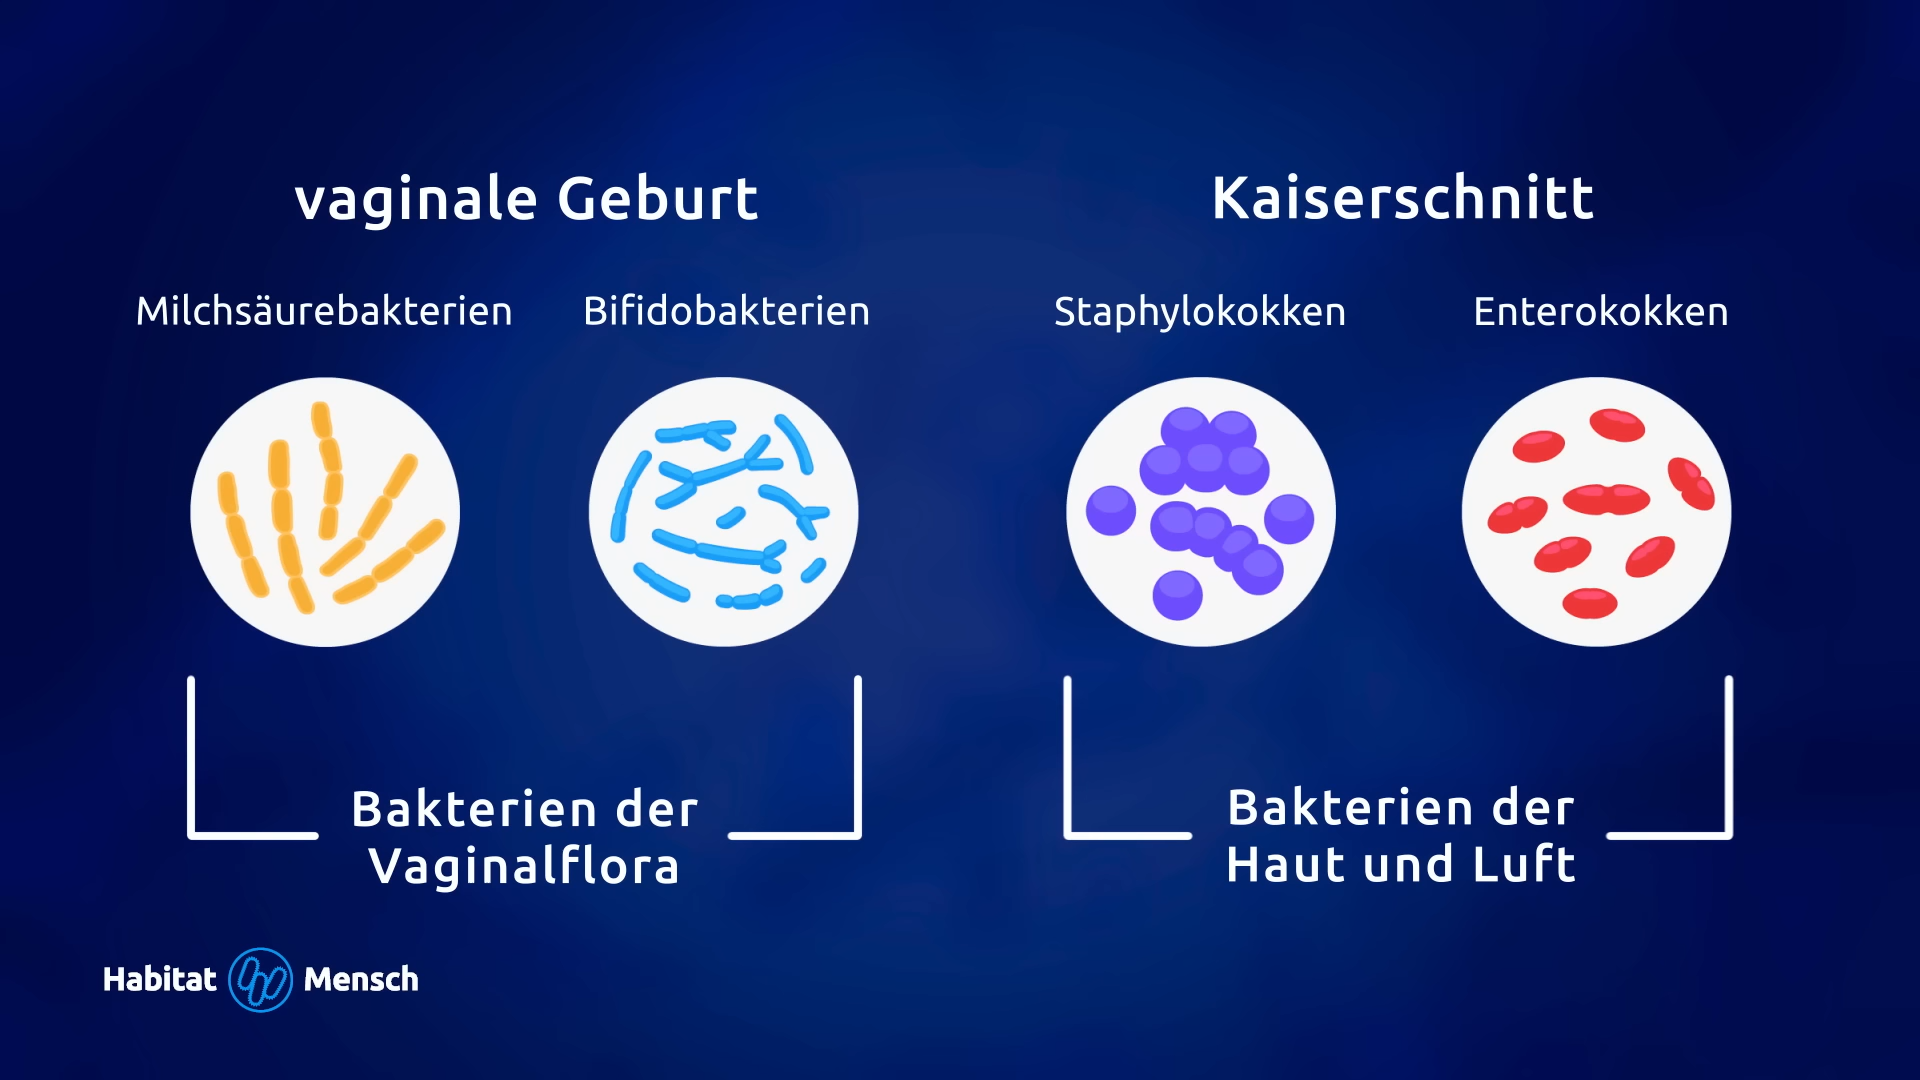 vaginale Geburt
Milchsäurebakterien
Bifidobakterien
Bakterien der
Vaginalflora
Kaiserschnitt
Staphylokokken
Enterokokken
Bakterien der
Haut und Luft
Habitat Mensch